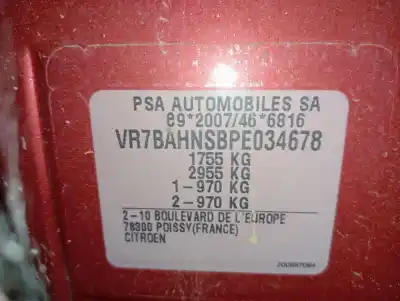 PSA AUTOMOBILES SA
89*2007/46*6816
VR7BAHNSBPE034678
1755 KG
2955 KG
1-970 KG
2-970 KG
2-10 BOULEVARD DE L'EUROPE
78300 POISSY(FRANCE)
CITROEN